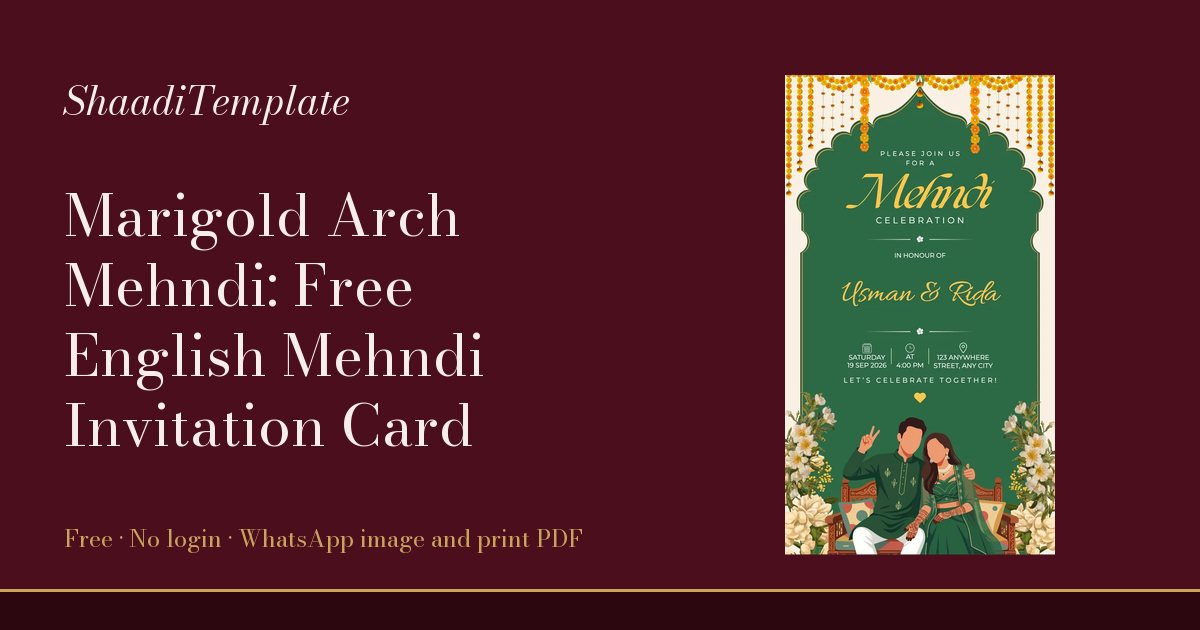 ShaadiTemplate
Marigold Arch
Mehndi: Free
English Mehndi
Invitation Card
Free · No login · WhatsApp image and print PDF
PLEASE JOIN US
FOR A
Mehndi
CELEBRATION
IN HONOUR OF
Usman & Rida
SATURDAY
19 SEP 2026
AT
4:00 PM
123 ANYWHERE
STREET, ANY CITY
LET'S CELEBRATE TOGETHER!